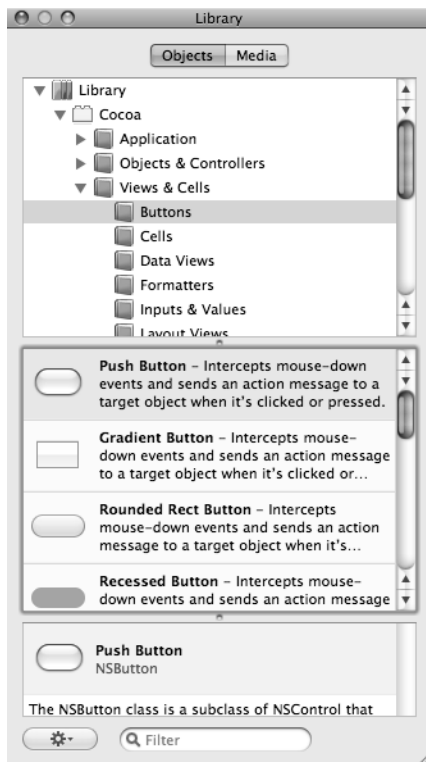 Library
Objects Media
Library
Cocoa
Application
Objects & Controllers
Views & Cells
Buttons
Cells
Data Views
Formatters
Inputs & Values
Layout Views
Push Button – Intercepts mouse-down
events and sends an action message to a
target object when it's clicked or pressed.
Gradient Button – Intercepts mouse-
down events and sends an action message
to a target object when it's clicked or...
Rounded Rect Button – Intercepts
mouse-down events and sends an action
message to a target object when it's...
Recessed Button – Intercepts mouse-
down events and sends an action message
Push Button
NSButton
The NSButton class is a subclass of NSControl that
Filter